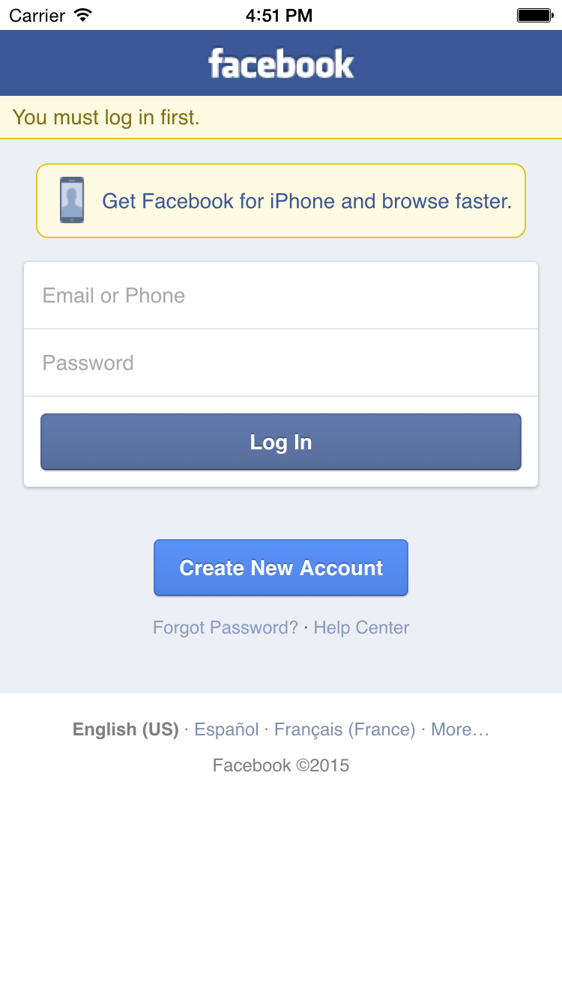 Carrier 4:51 PM
facebook
You must log in first.
Get Facebook for iPhone and browse faster.
Email or Phone
Password
Log In
Create New Account
Forgot Password? · Help Center
English (US) · Español · Français (France) · More…
Facebook ©2015